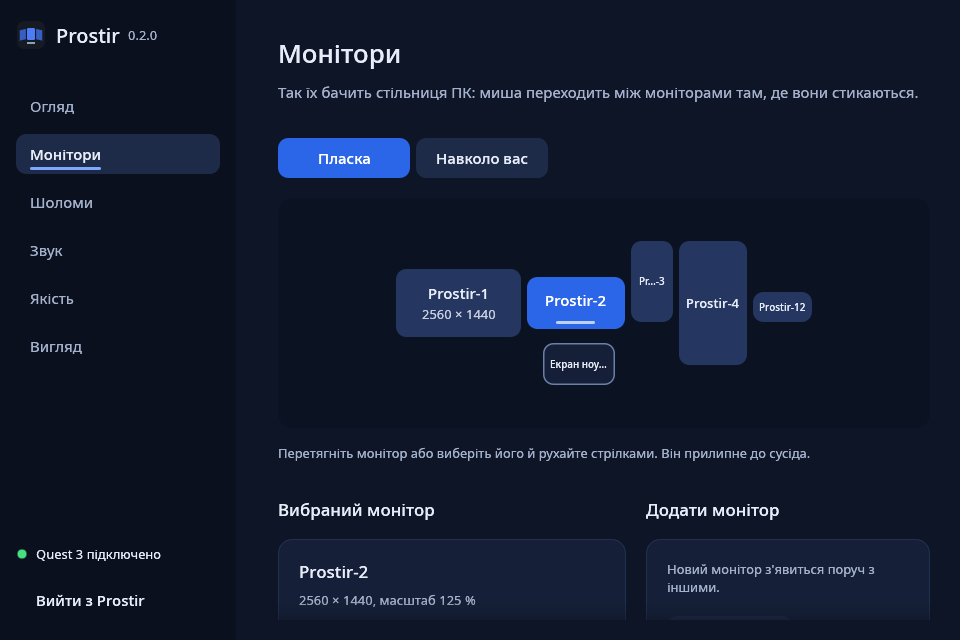 Prostir 0.2.0
Огляд
Монітори
Шоломи
Звук
Якість
Вигляд
Quest 3 підключено
Вийти з Prostir
Монітори
Так їх бачить стільниця ПК: миша переходить між моніторами там, де вони стикаються.
Пласка
Навколо вас
Prostir-1
2560 × 1440
Prostir-2
Pr...-3
Prostir-4
Prostir-12
Екран ноу...
Перетягніть монітор або виберіть його й рухайте стрілками. Він прилипне до сусіда.
Вибраний монітор
Prostir-2
2560 × 1440, масштаб 125 %
Додати монітор
Новий монітор з'явиться поруч з
іншими.